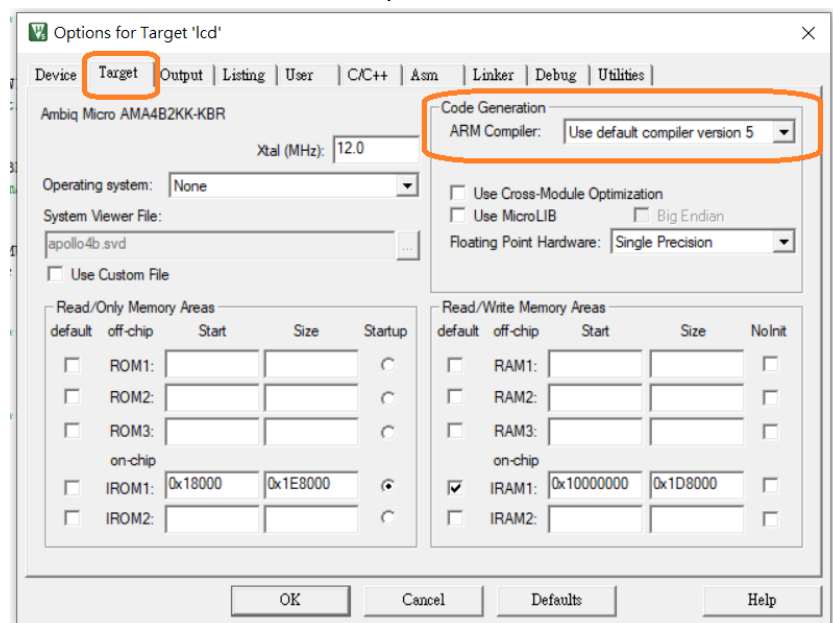 Options for Target 'lcd'
Device Target Output Listing User C/C++ Asm Linker Debug Utilities
Ambiq Micro AMA4B2KK-KBR
Xtal (MHz): 12.0
Operating system: None
System Viewer File:
apollo4b.svd ...
Use Custom File
Code Generation
ARM Compiler: Use default compiler version 5
Use Cross-Module Optimization
Use MicroLIB Big Endian
Floating Point Hardware: Single Precision
Read/Only Memory Areas
default off-chip Start Size Startup
ROM1:
ROM2:
ROM3:
on-chip
IROM1: 0x18000 0x1E8000
IROM2:
Read/Write Memory Areas
default off-chip Start Size NoInit
RAM1:
RAM2:
RAM3:
on-chip
IRAM1: 0x10000000 0x1D8000
IRAM2:
OK Cancel Defaults Help